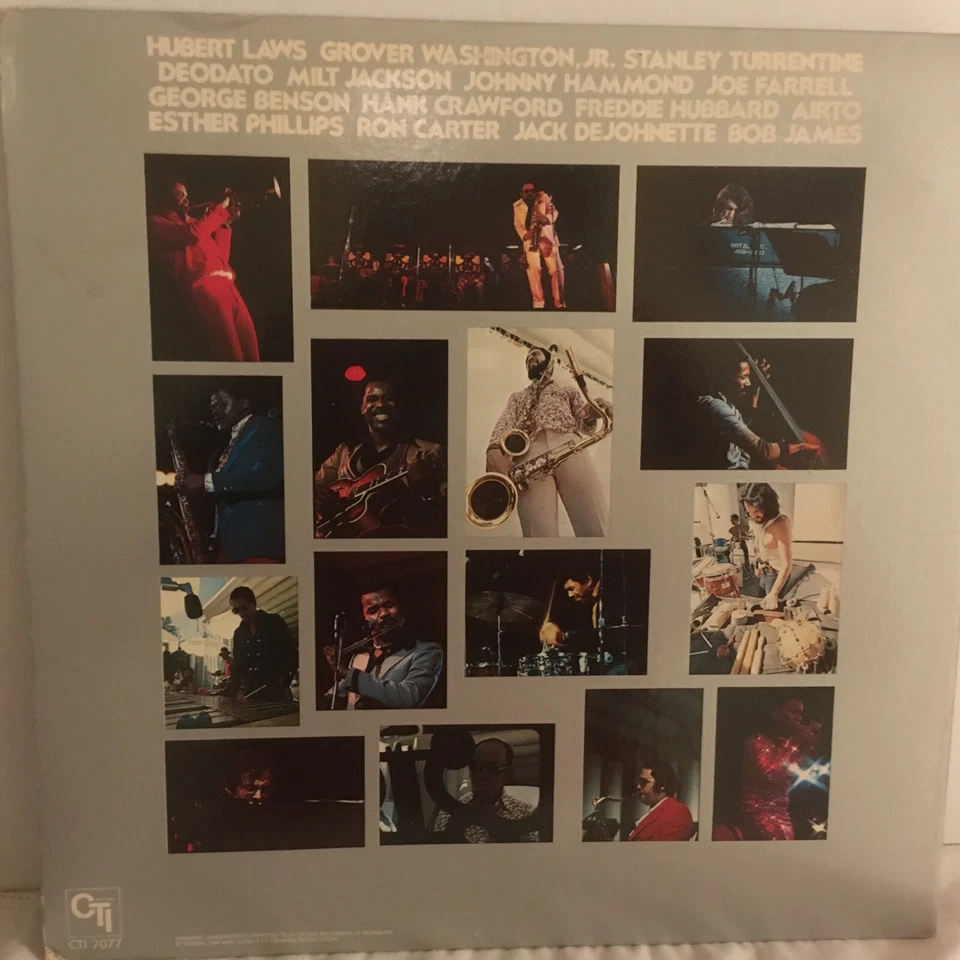 HUBERT LAWS GROVER WASHINGTON, JR. STANLEY TURRENTINE
DEODATO MILT JACKSON JOHNNY HAMMOND JOE FARRELL
GEORGE BENSON HANK CRAWFORD FREDDIE HUBBARD AIRTO
ESTHER PHILLIPS RON CARTER JACK DEJOHNETTE BOB JAMES
CTI
CTI 7077